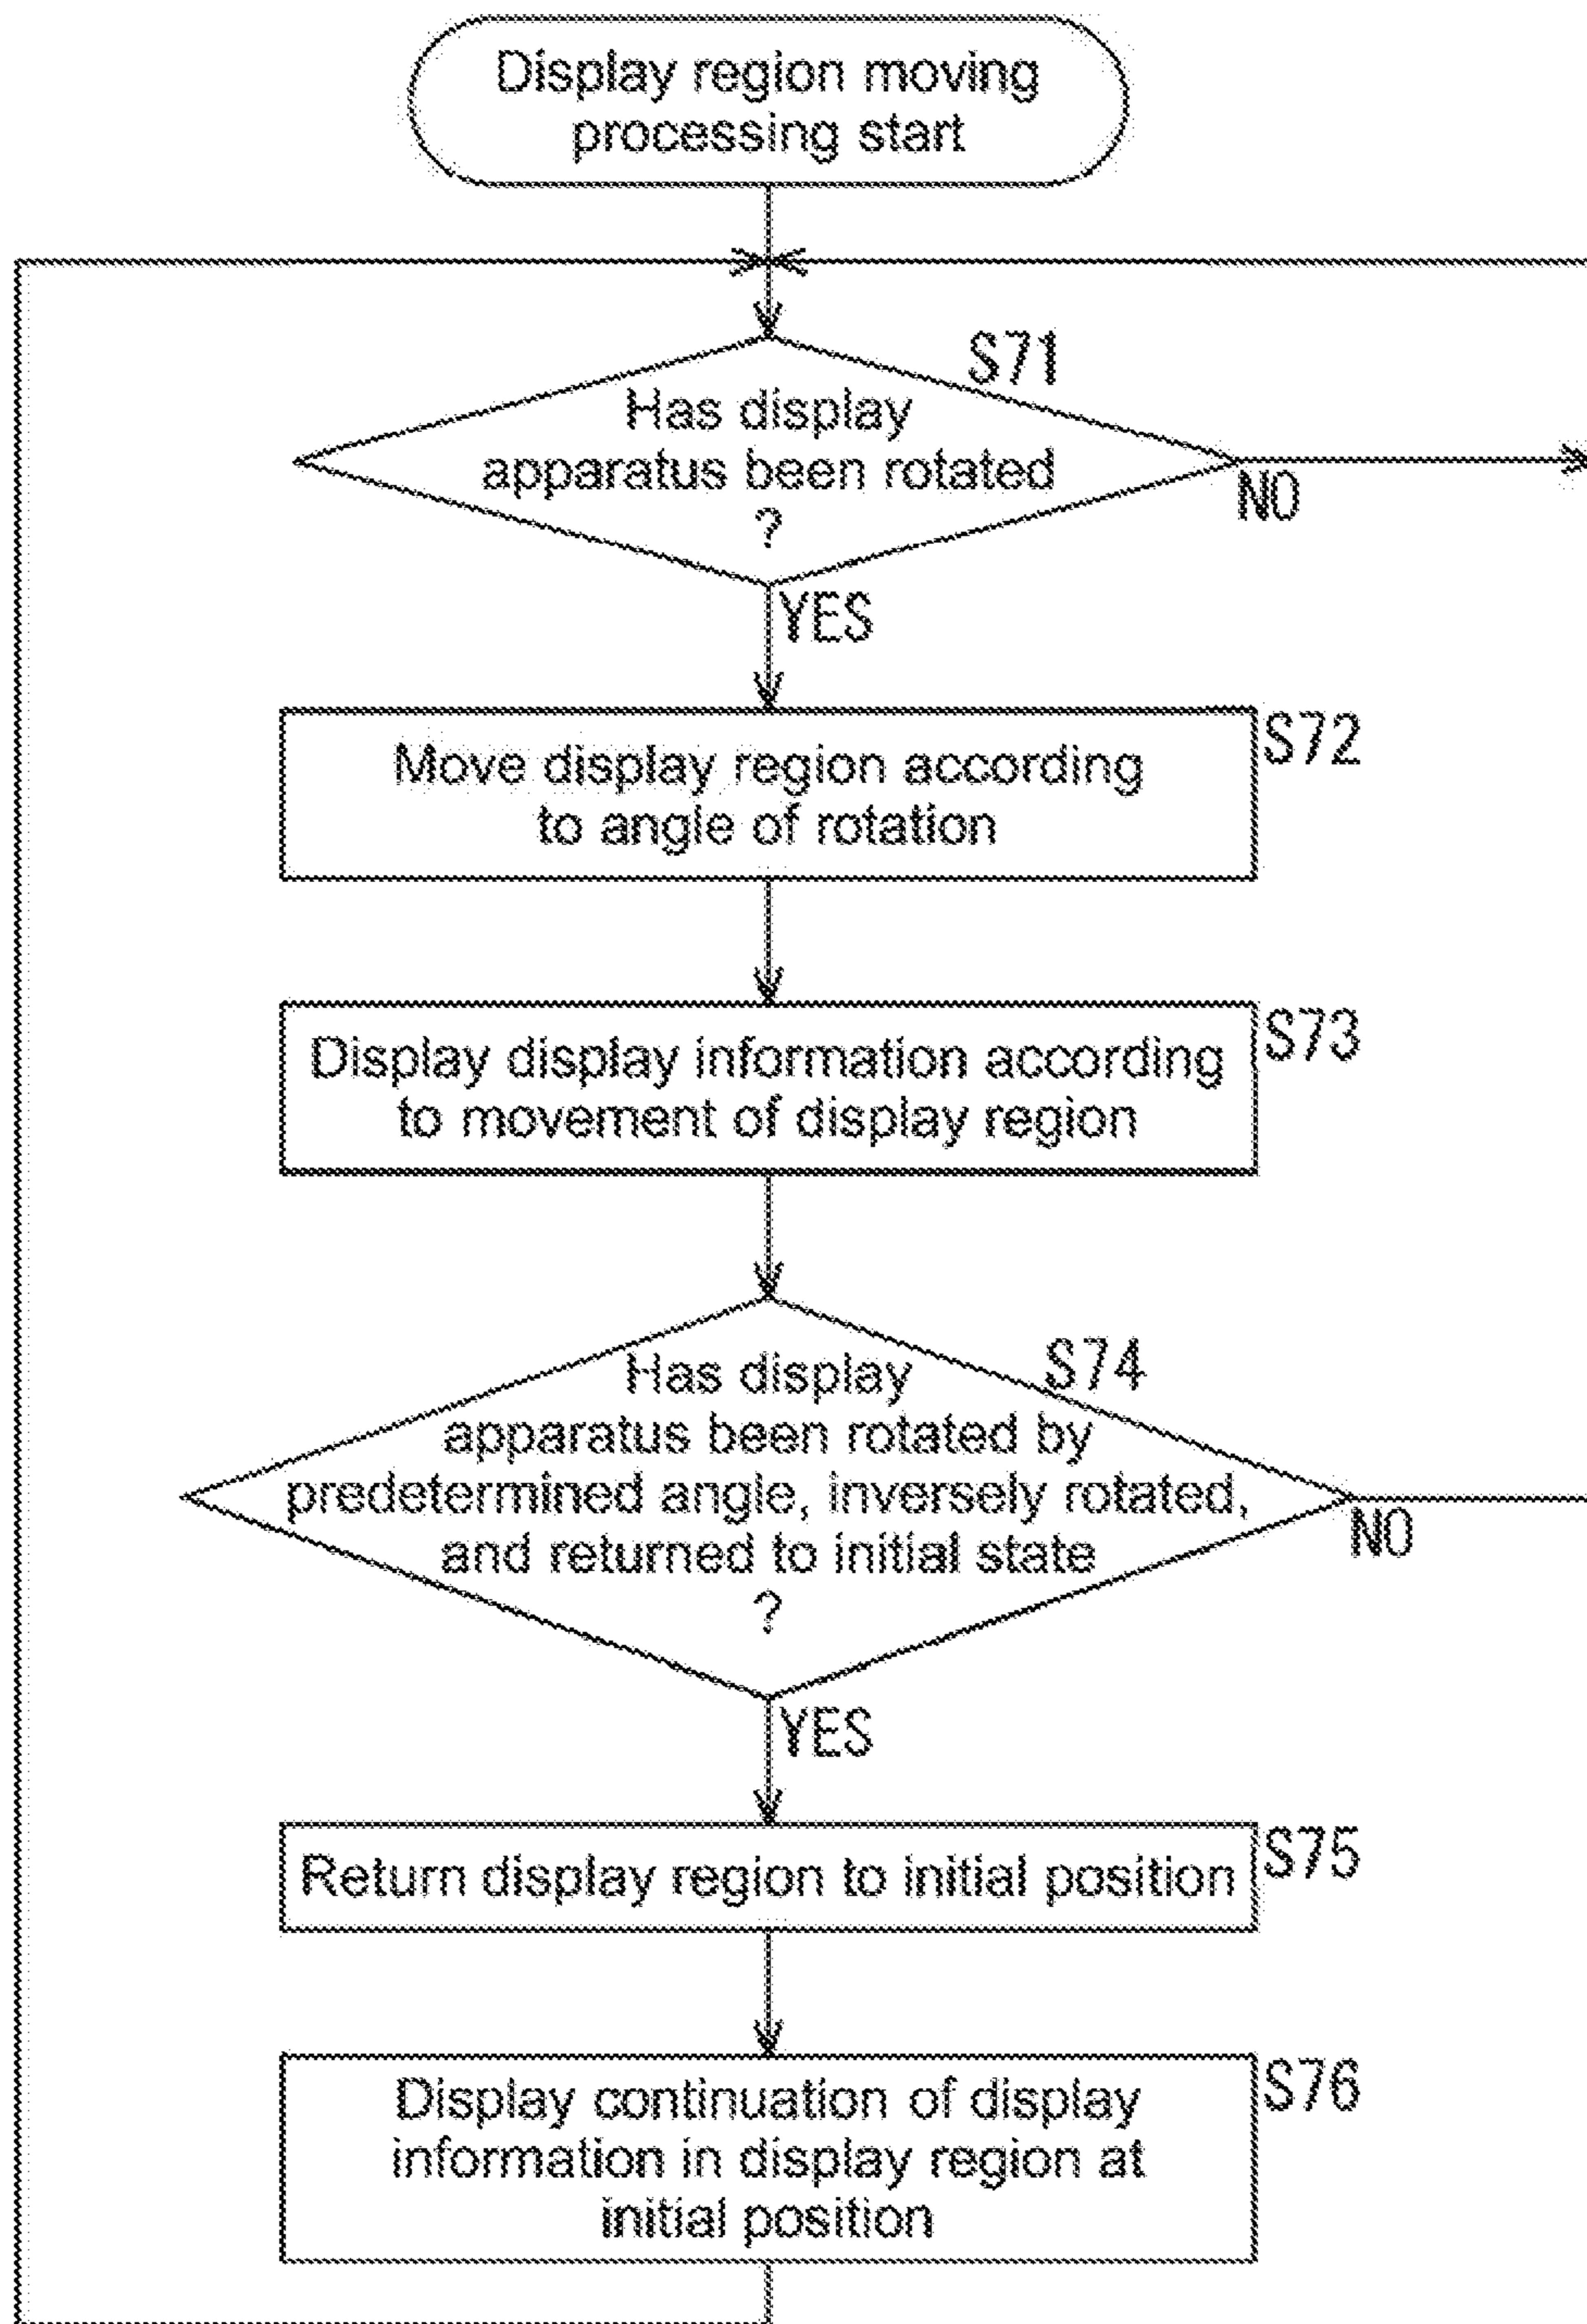 Display region moving
processing start
S71
Has display
apparatus been rotated
?
NO
YES
S72
Move display region according
to angle of rotation
S73
Display display information according
to movement of display region
S74
Has display
apparatus been rotated by
predetermined angle, inversely rotated,
and returned to initial state
?
NO
YES
S75
Return display region to initial position
S76
Display continuation of display
information in display region at
initial position